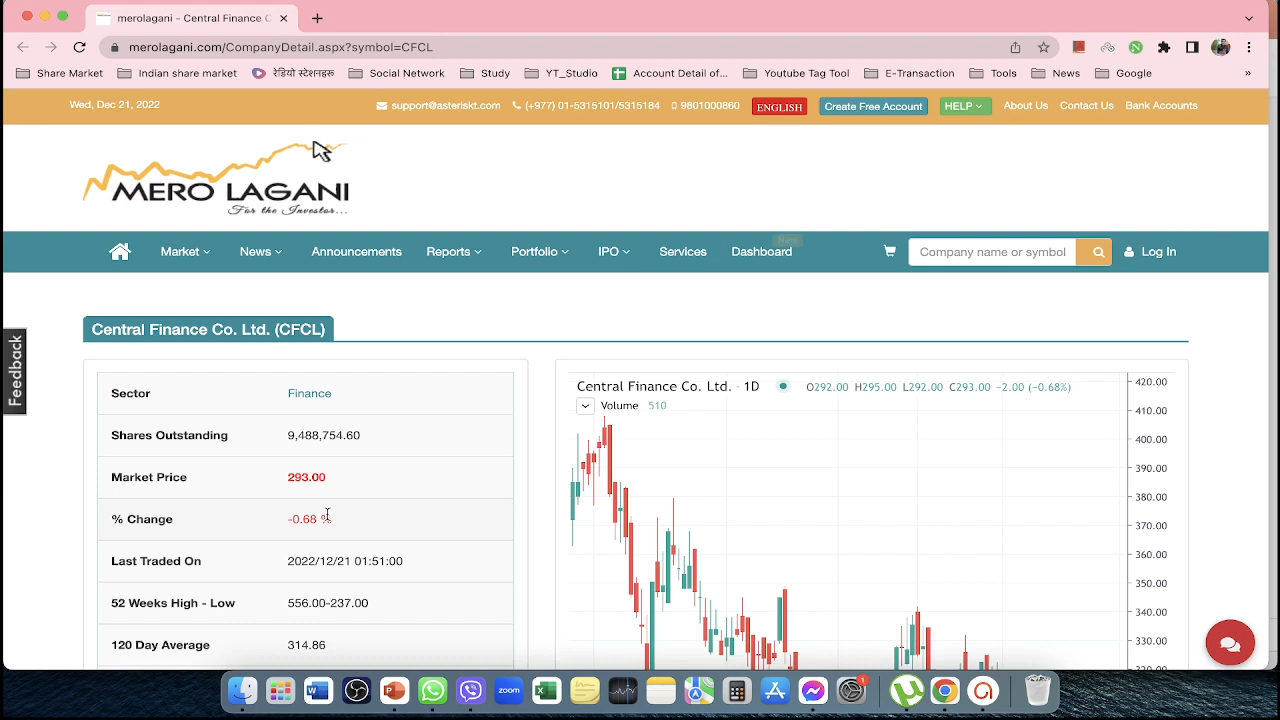 merolagani - Central Finance C
merolagani.com/CompanyDetail.aspx?symbol=CFCL
Share Market
Indian share market
रेडियो स्टेशनहरू
Social Network
Study
YT_Studio
Account Detail of...
Youtube Tag Tool
E-Transaction
Tools
News
Google
»
Wed, Dec 21, 2022
support@asteriskt.com
(+977) 01-5315101/5315184
9801000860
ENGLISH
Create Free Account
HELP
About Us
Contact Us
Bank Accounts
MERO LAGANI
For the Investor...
Market
News
Announcements
Reports
Portfolio
IPO
Services
New
Dashboard
Company name or symbol
Log In
Feedback
Central Finance Co. Ltd. (CFCL)
Sector Finance
Shares Outstanding 9,488,754.60
Market Price 293.00
% Change -0.68 %
Last Traded On 2022/12/21 01:51:00
52 Weeks High - Low 556.00-237.00
120 Day Average 314.86
Central Finance Co. Ltd. · 1D
O292.00 H295.00 L292.00 C293.00 -2.00 (-0.68%)
Volume 510
420.00
410.00
400.00
390.00
380.00
370.00
360.00
350.00
340.00
330.00
320.00
zoom
1